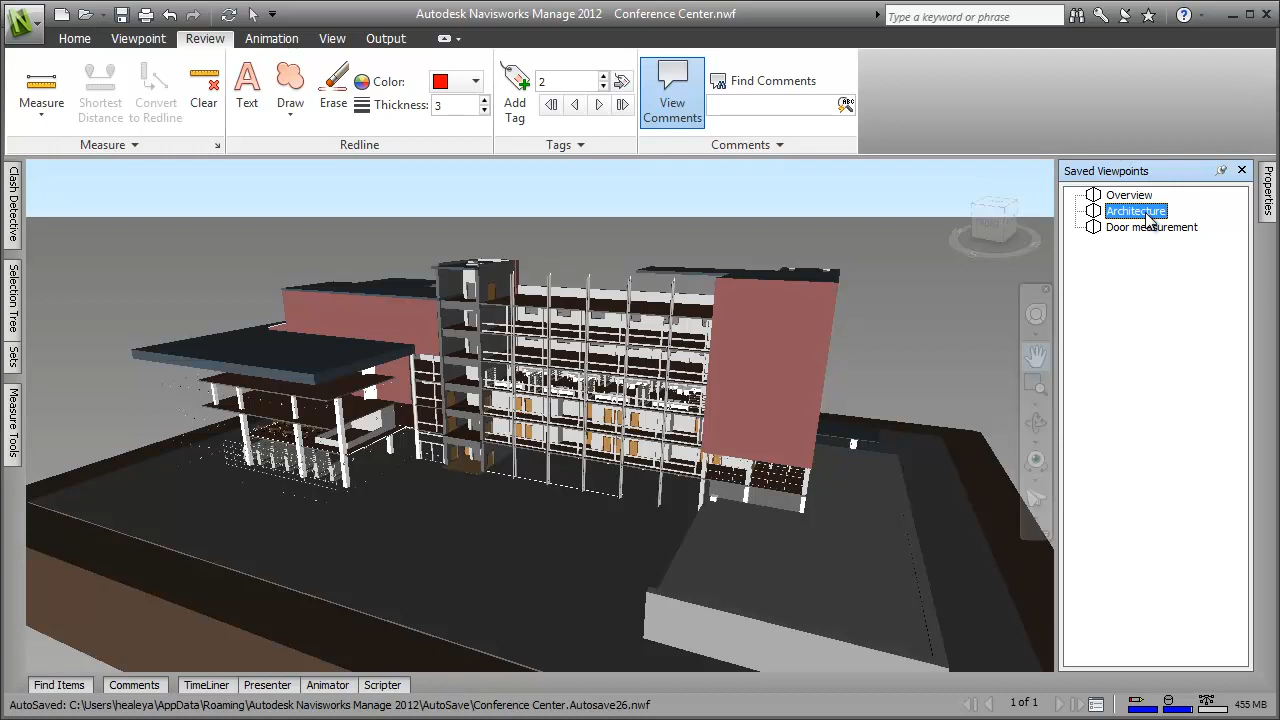 Autodesk Navisworks Manage 2012 Conference Center.nwf
Type a keyword or phrase
Home Viewpoint Review Animation View Output
Measure
Shortest Distance
Convert to Redline
Clear
Measure
Text
Draw
Erase
Color:
Thickness: 3
Redline
Add Tag
2
Tags
View Comments
Find Comments
Comments
Clash Detective
Selection Tree
Sets
Measure Tools
Saved Viewpoints
Overview
Architecture
Door measurement
Properties
Find Items Comments TimeLiner Presenter Animator Scripter
AutoSaved: C:\Users\healeya\AppData\Roaming\Autodesk Navisworks Manage 2012\AutoSave\Conference Center.Autosave26.nwf
1 of 1
455 MB